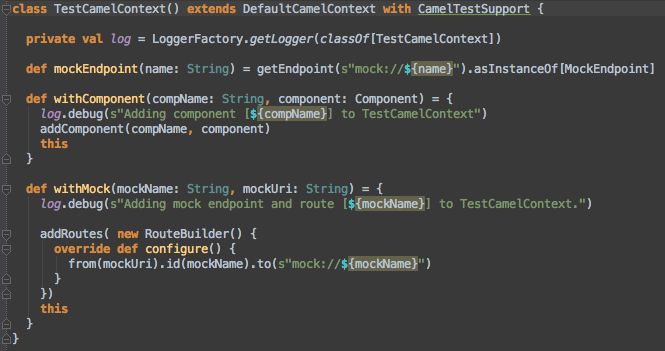 class TestCamelContext() extends DefaultCamelContext with CamelTestSupport {
private val log = LoggerFactory.getLogger(classOf[TestCamelContext])
def mockEndpoint(name: String) = getEndpoint(s"mock://${name}").asInstanceOf[MockEndpoint]
def withComponent(compName: String, component: Component) = {
log.debug(s"Adding component [${compName}] to TestCamelContext")
addComponent(compName, component)
this
}
def withMock(mockName: String, mockUri: String) = {
log.debug(s"Adding mock endpoint and route [${mockName}] to TestCamelContext.")
addRoutes( new RouteBuilder() {
override def configure() {
from(mockUri).id(mockName).to(s"mock://${mockName}")
}
})
this
}
}